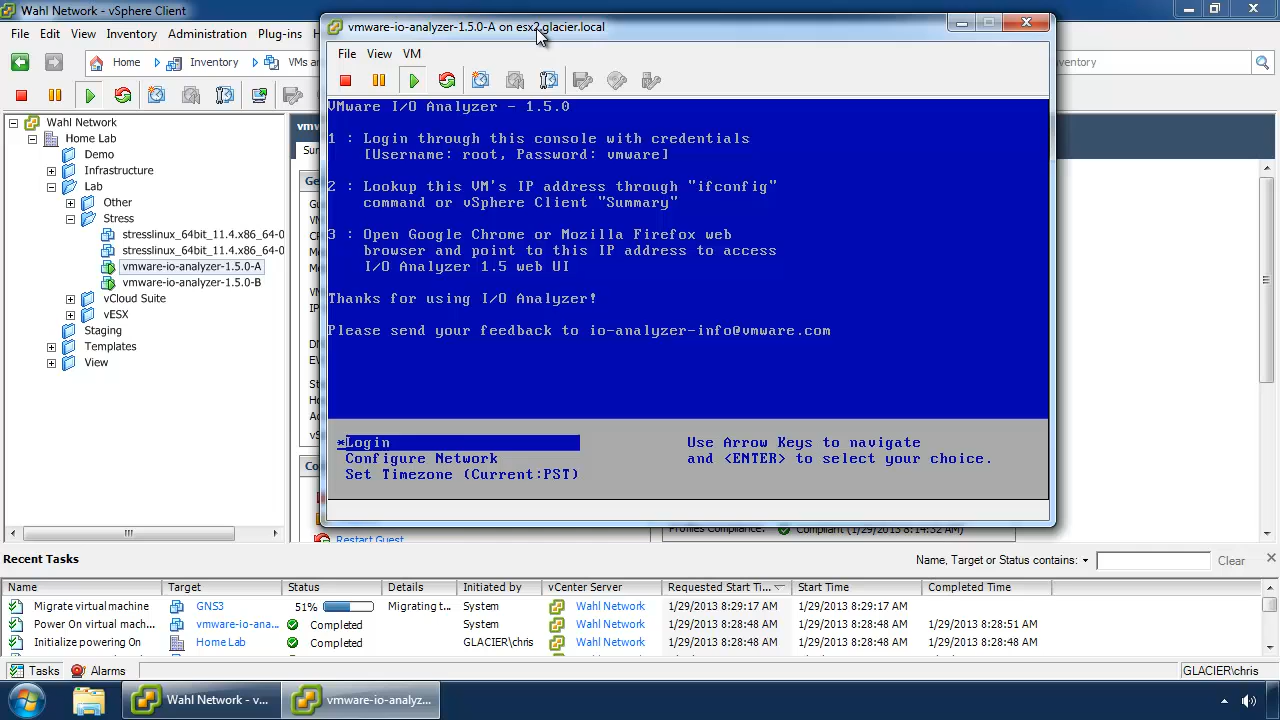 Wahl Network - vSphere Client
File Edit View Inventory Administration Plug-ins
Home Inventory VMs an
ventory
Wahl Network
Home Lab
Demo
Infrastructure
Lab
Other
Stress
stresslinux_64bit_11.4.x86_64-0
stresslinux_64bit_11.4.x86_64-0
vmware-io-analyzer-1.5.0-A
vmware-io-analyzer-1.5.0-B
vCloud Suite
vESX
Staging
Templates
View
vmware-io-analyzer-1.5.0-A on esx2.glacier.local
File View VM
VMware I/O Analyzer - 1.5.0
1 : Login through this console with credentials
[Username: root, Password: vmware]
2 : Lookup this VM's IP address through "ifconfig"
command or vSphere Client "Summary"
3 : Open Google Chrome or Mozilla Firefox web
browser and point to this IP address to access
I/O Analyzer 1.5 web UI
Thanks for using I/O Analyzer!
Please send your feedback to io-analyzer-info@vmware.com
*Login
Configure Network
Set Timezone (Current:PST)
Use Arrow Keys to navigate
and <ENTER> to select your choice.
Restart Guest
Profiles Compliance: Compliant (1/29/2013 8:14:32 AM)
Recent Tasks
Name, Target or Status contains: Clear
Name Target Status Details Initiated by vCenter Server Requested Start Ti... Start Time Completed Time
Migrate virtual machine GNS3 51% Migrating t... System Wahl Network 1/29/2013 8:29:17 AM 1/29/2013 8:29:17 AM
Power On virtual mach... vmware-io-ana... Completed System Wahl Network 1/29/2013 8:28:48 AM 1/29/2013 8:28:48 AM 1/29/2013 8:28:51 AM
Initialize powering On Home Lab Completed GLACIER\chris Wahl Network 1/29/2013 8:28:48 AM 1/29/2013 8:28:48 AM 1/29/2013 8:28:48 AM
Tasks Alarms GLACIER\chris
Wahl Network - v... vmware-io-analyz...